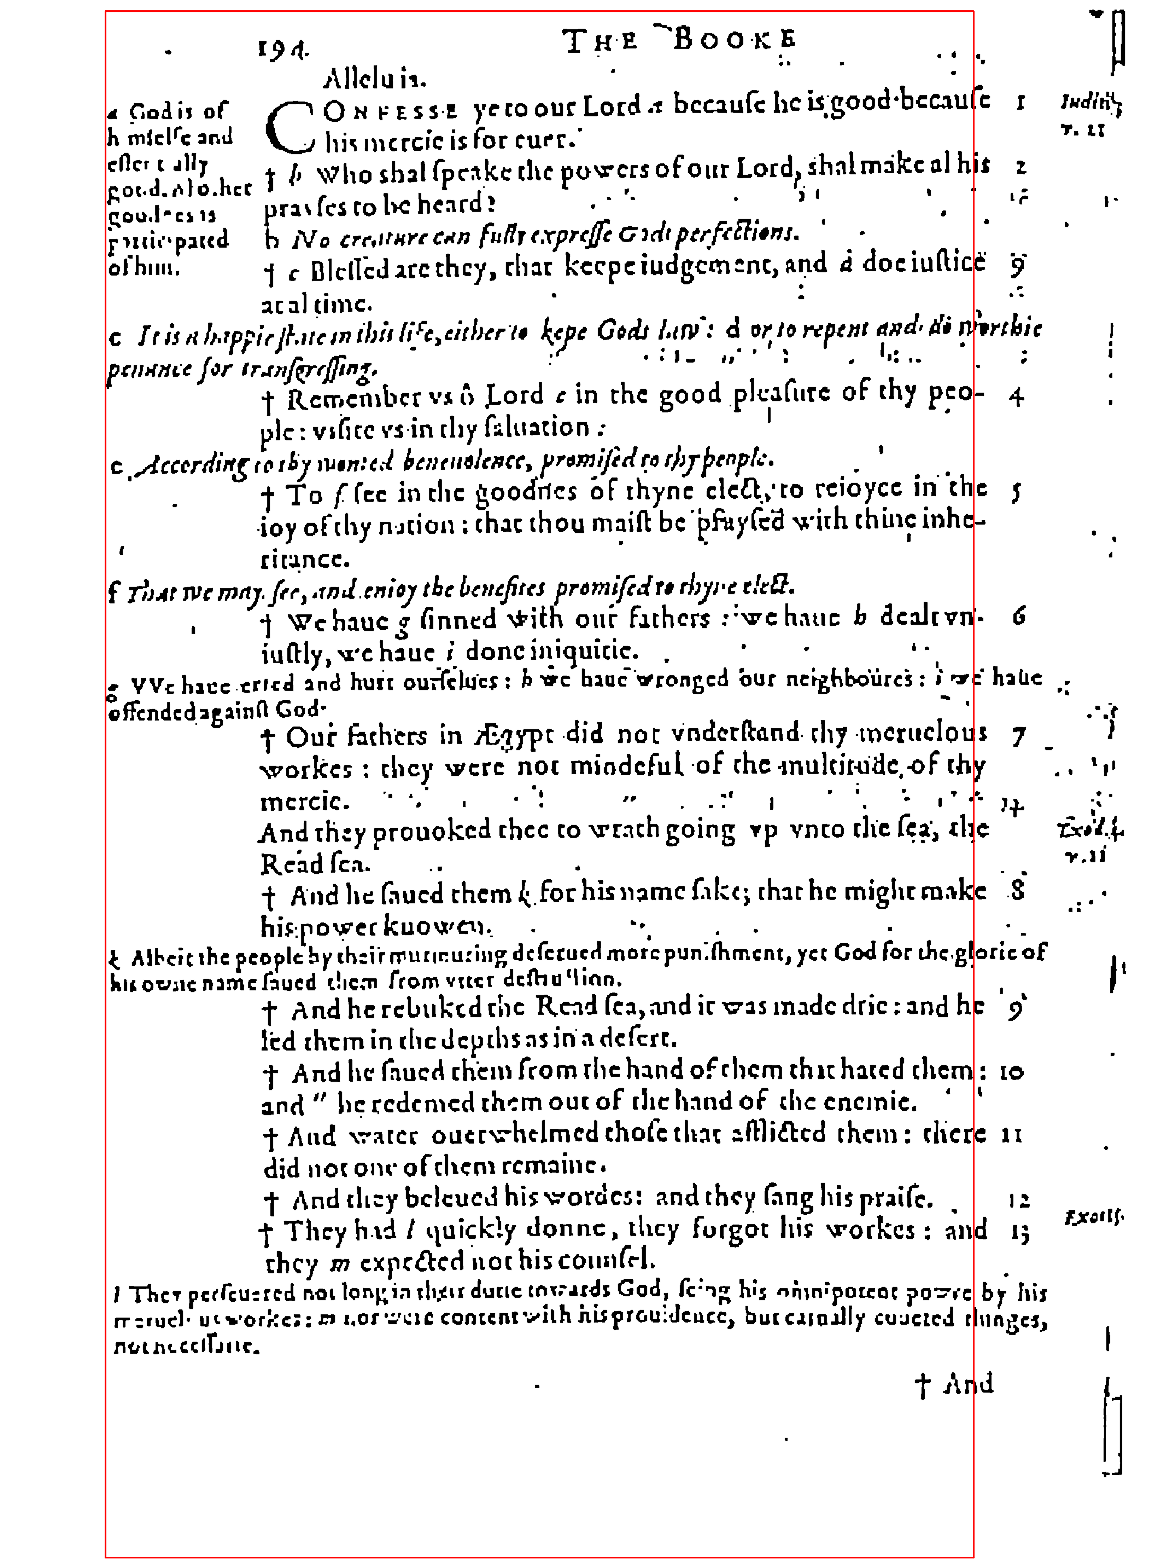 194. THE BOOKE
Alleluia.
a God is of
himselfe and
good. Al other
goodnes is
participated
of him.
CONFESSE ye to our Lord a becauſe he is good: becauſe 1
his mercie is for euer.
Iudith,
v. 21
† b Who shal ſpeake the powers of our Lord, shal make al his 2
prayſes to be heard?
b No creature can fully expreſſe Gods perfections.
† c Bleſſed are they, that keepe iudgement, and d doe iuſtice
at al time.
c It is a happie ſtate in this life, either to kepe Gods law: d or to repent and do worthie
penance for tranſgreſſing.
† Remember vs ô Lord e in the good pleaſure of thy peo- 4
ple: viſite vs in thy ſaluation:
e According to thy wonted beneuolence, promiſed to thy people.
† To f ſee in the goodnes of thyne elect, to reioyce in the 5
ioy of thy nation: that thou maiſt be prayſed with thine inhe-
ritance.
f That we may ſee, and enioy the benefites promiſed to thyne elect.
† We haue g ſinned with our fathers: we haue h dealt vn- 6
iuſtly, we haue i done iniquitie.
g VVe haue erred and hurt ourſelues: h we haue wronged our neighboures: i we haue
offended againſt God.
† Our fathers in Ægypt did not vnderſtand thy meruelous 7
workes: they were not mindeful of the multitude of thy
mercie.
And they prouoked thee to wrath going vp vnto the ſea, the
Read ſea.
Exod. 14.
v. 11
† And he ſaued them k for his name ſake; that he might make 8
his power knowen.
k Albeit the people by their murmuring deſerued more puniſhment, yet God for the glorie of
his owne name ſaued them from vtter deſtruction.
† And he rebuked the Read ſea, and it was made drie: and he 9
led them in the depths as in a deſert.
† And he ſaued them from the hand of them that hated them: 10
and " he redemed them out of the hand of the enemie.
† And water ouerwhelmed thoſe that afflicted them: there 11
did not one of them remaine.
† And they beleued his wordes: and they ſang his praiſe. 12
† They had l quickly donne, they forgot his workes: and 13
they m expected not his counſel.
l They perſeuered not long in their dutie towards God, ſeing his omnipotent powre by his
meruelous workes: m nor were content with his prouidence, but carnally coueted thinges,
not neceſſarie.
† And